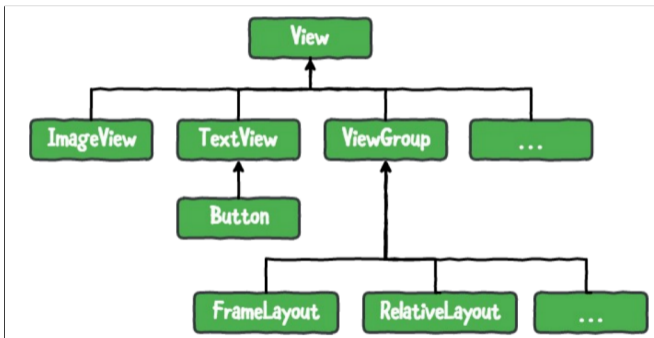 View
ImageView
TextView
ViewGroup
...
Button
FrameLayout
RelativeLayout
...